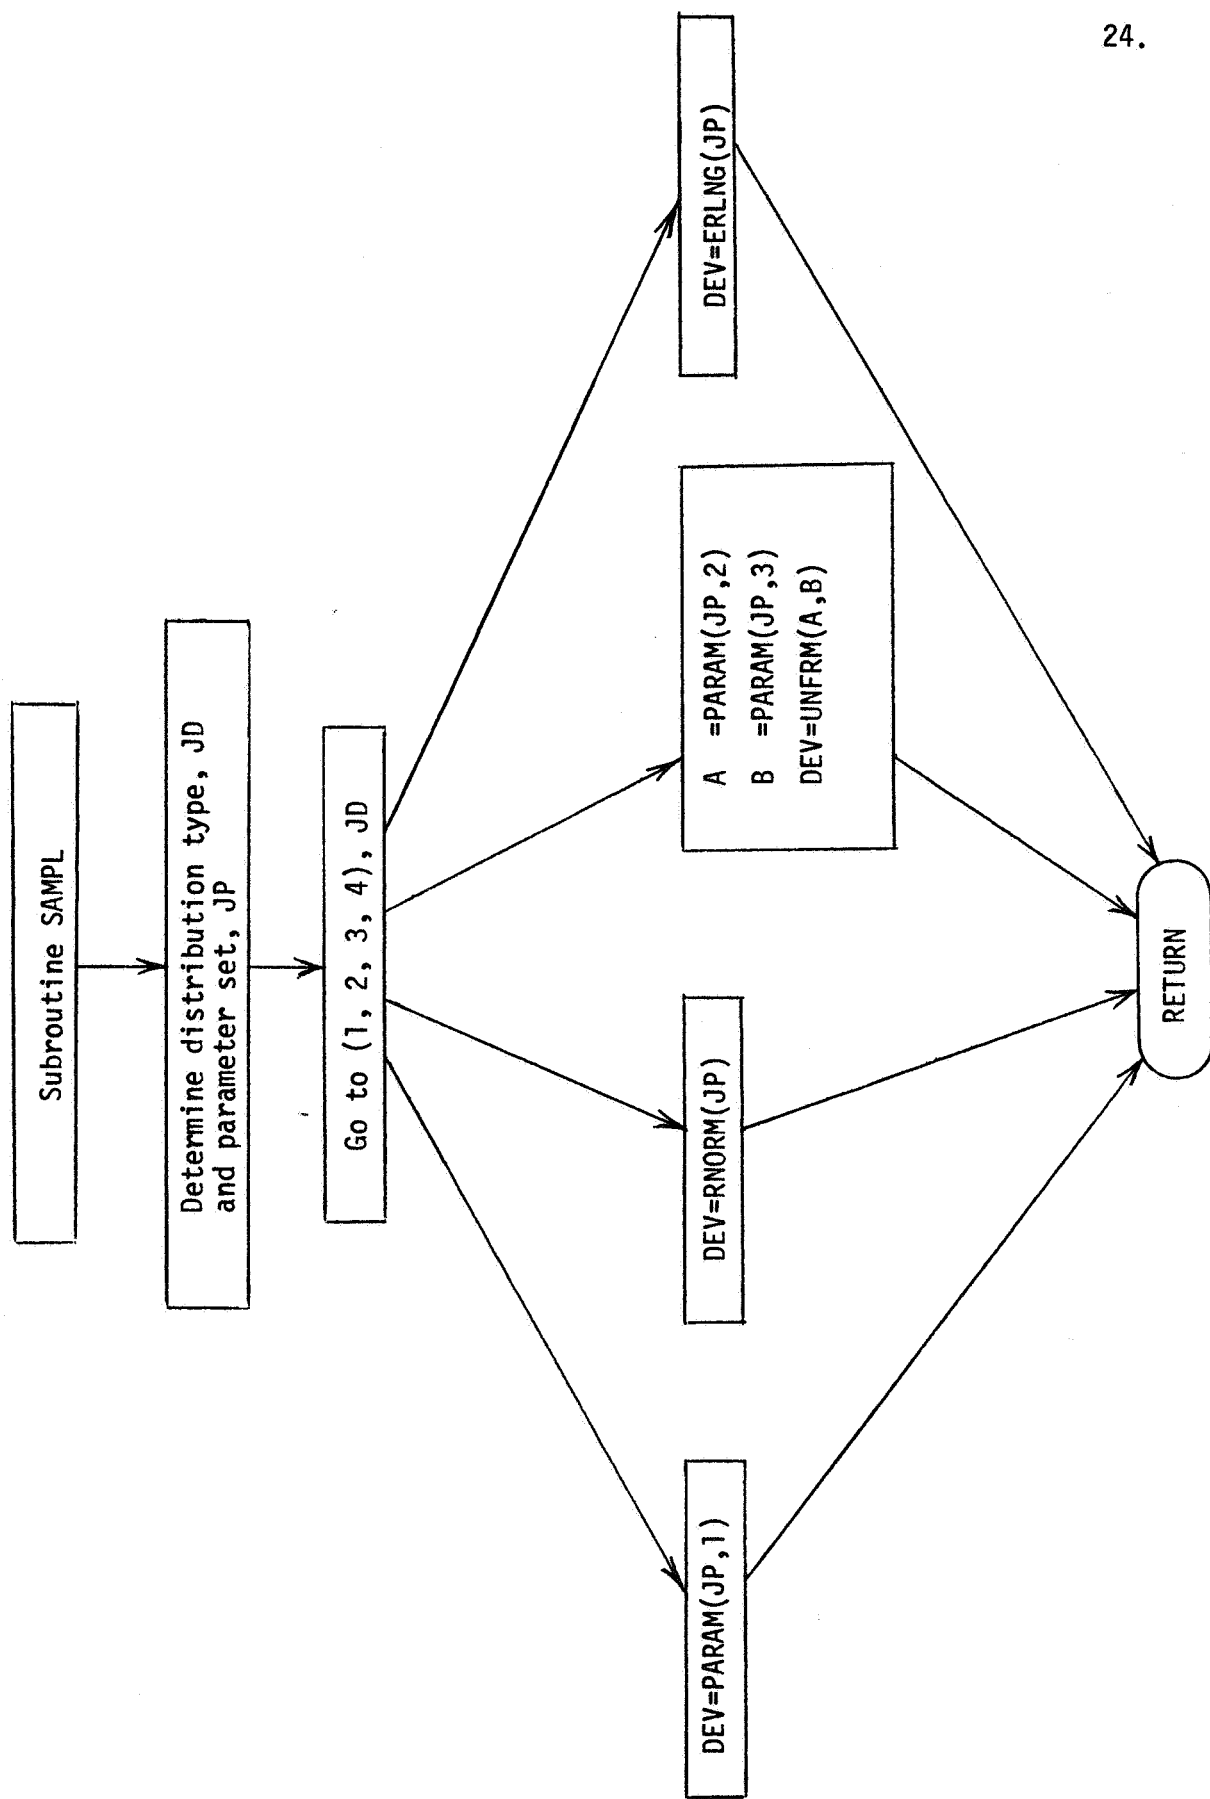 24.
Subroutine SAMPL
Determine distribution type, JD
and parameter set, JP
Go to (1, 2, 3, 4), JD
DEV=PARAM(JP,1)
DEV=RNORM(JP)
A =PARAM(JP,2)
B =PARAM(JP,3)
DEV=UNFRM(A,B)
DEV=ERLNG(JP)
RETURN